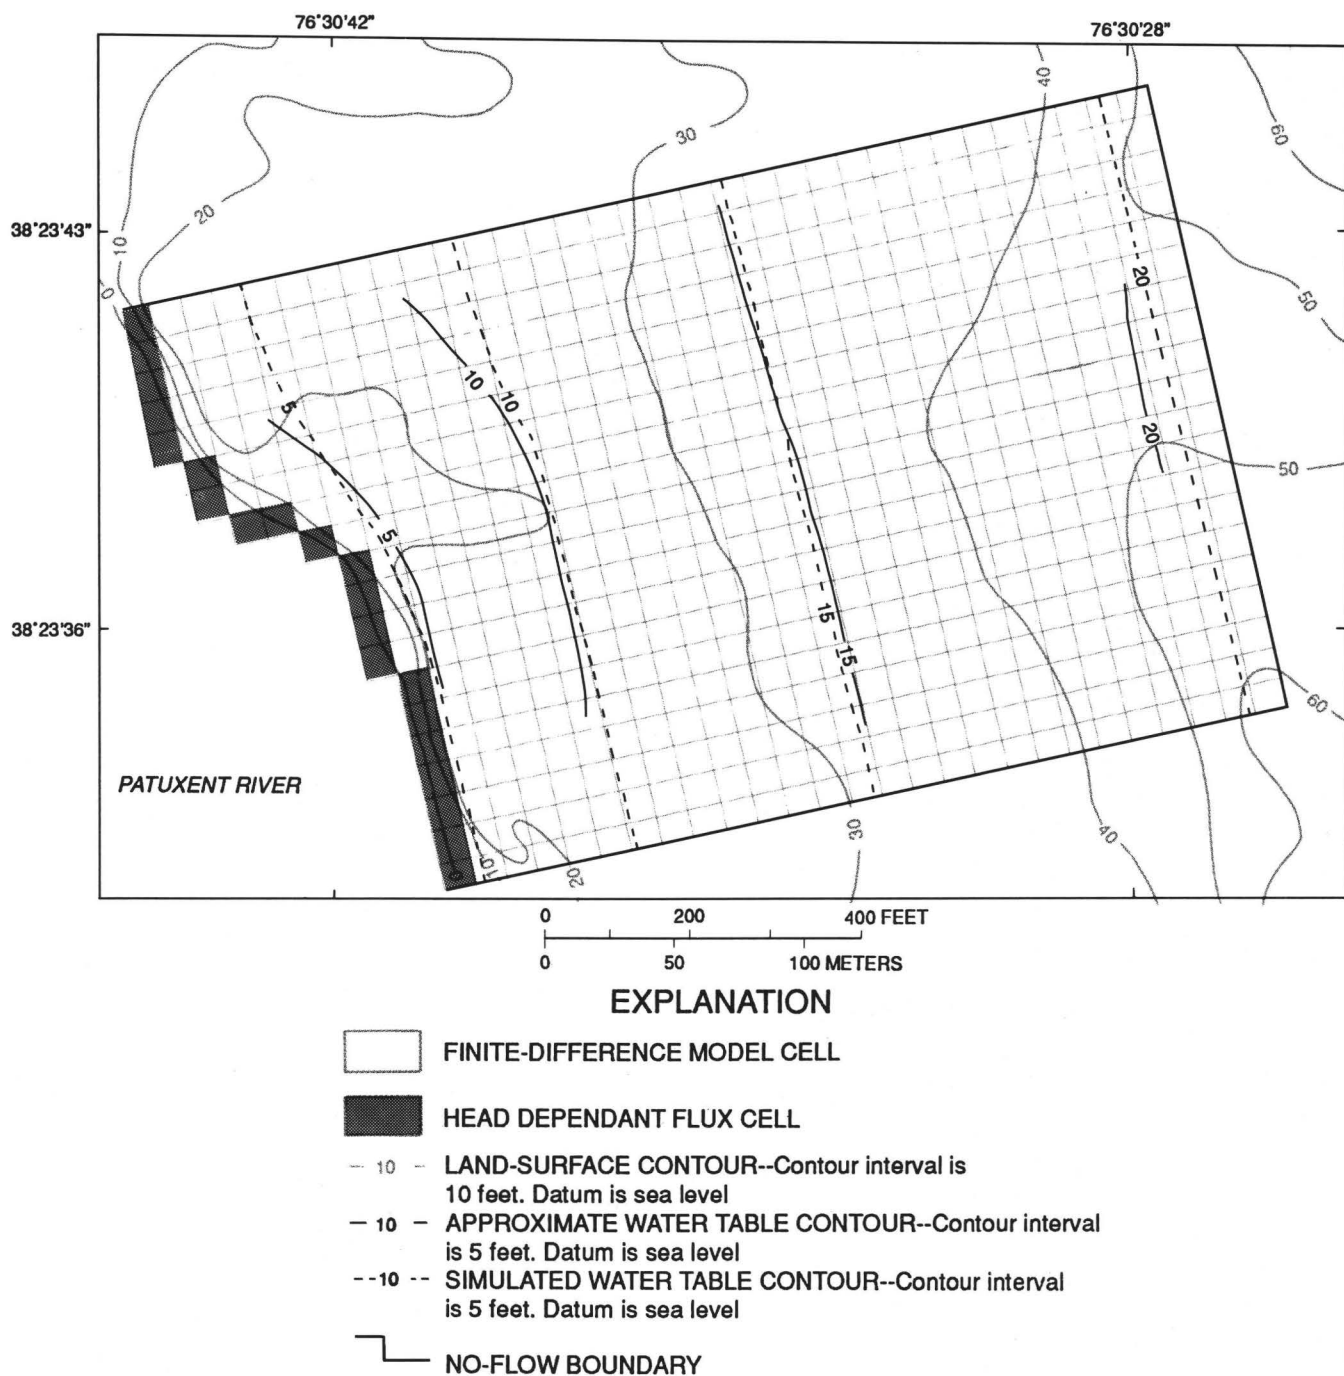 76°30'42"
76°30'28"
40
60
30
20
38°23'43"
10
0
20
50
10
10
5
20
50
5
15
38°23'36"
15
60
PATUXENT RIVER
30
40
0
10
20
0 200 400 FEET
0 50 100 METERS
EXPLANATION
FINITE-DIFFERENCE MODEL CELL
HEAD DEPENDANT FLUX CELL
10 LAND-SURFACE CONTOUR--Contour interval is
10 feet. Datum is sea level
10 APPROXIMATE WATER TABLE CONTOUR--Contour interval
is 5 feet. Datum is sea level
10 SIMULATED WATER TABLE CONTOUR--Contour interval
is 5 feet. Datum is sea level
NO-FLOW BOUNDARY